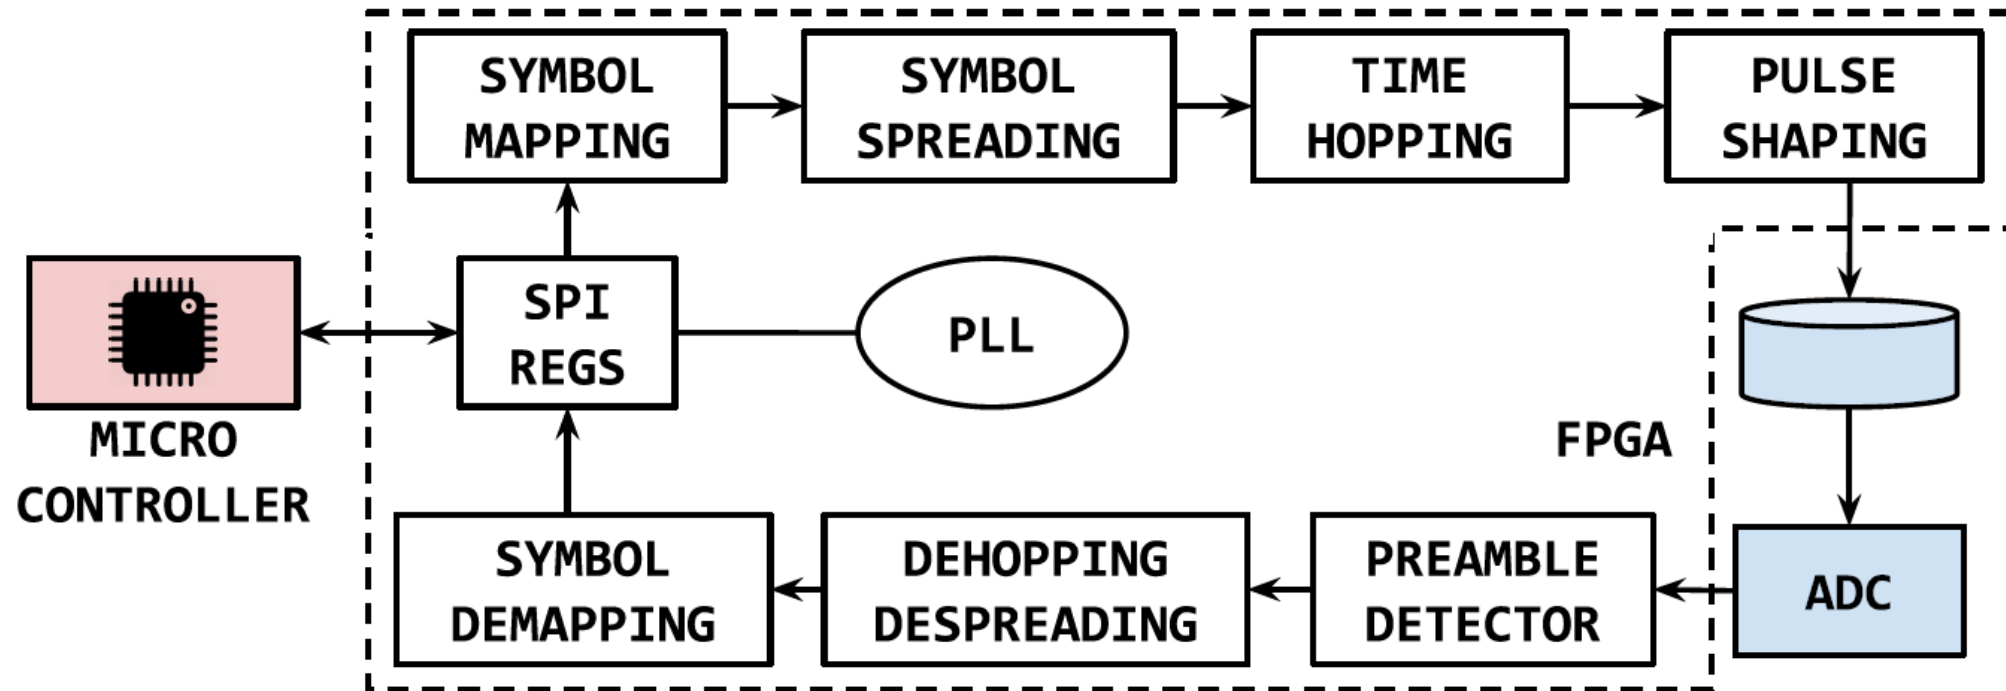 SYMBOL
MAPPING
SYMBOL
SPREADING
TIME
HOPPING
PULSE
SHAPING
SPI
REGS
PLL
MICRO
CONTROLLER
FPGA
SYMBOL
DEMAPPING
DEHOPPING
DESPREADING
PREAMBLE
DETECTOR
ADC